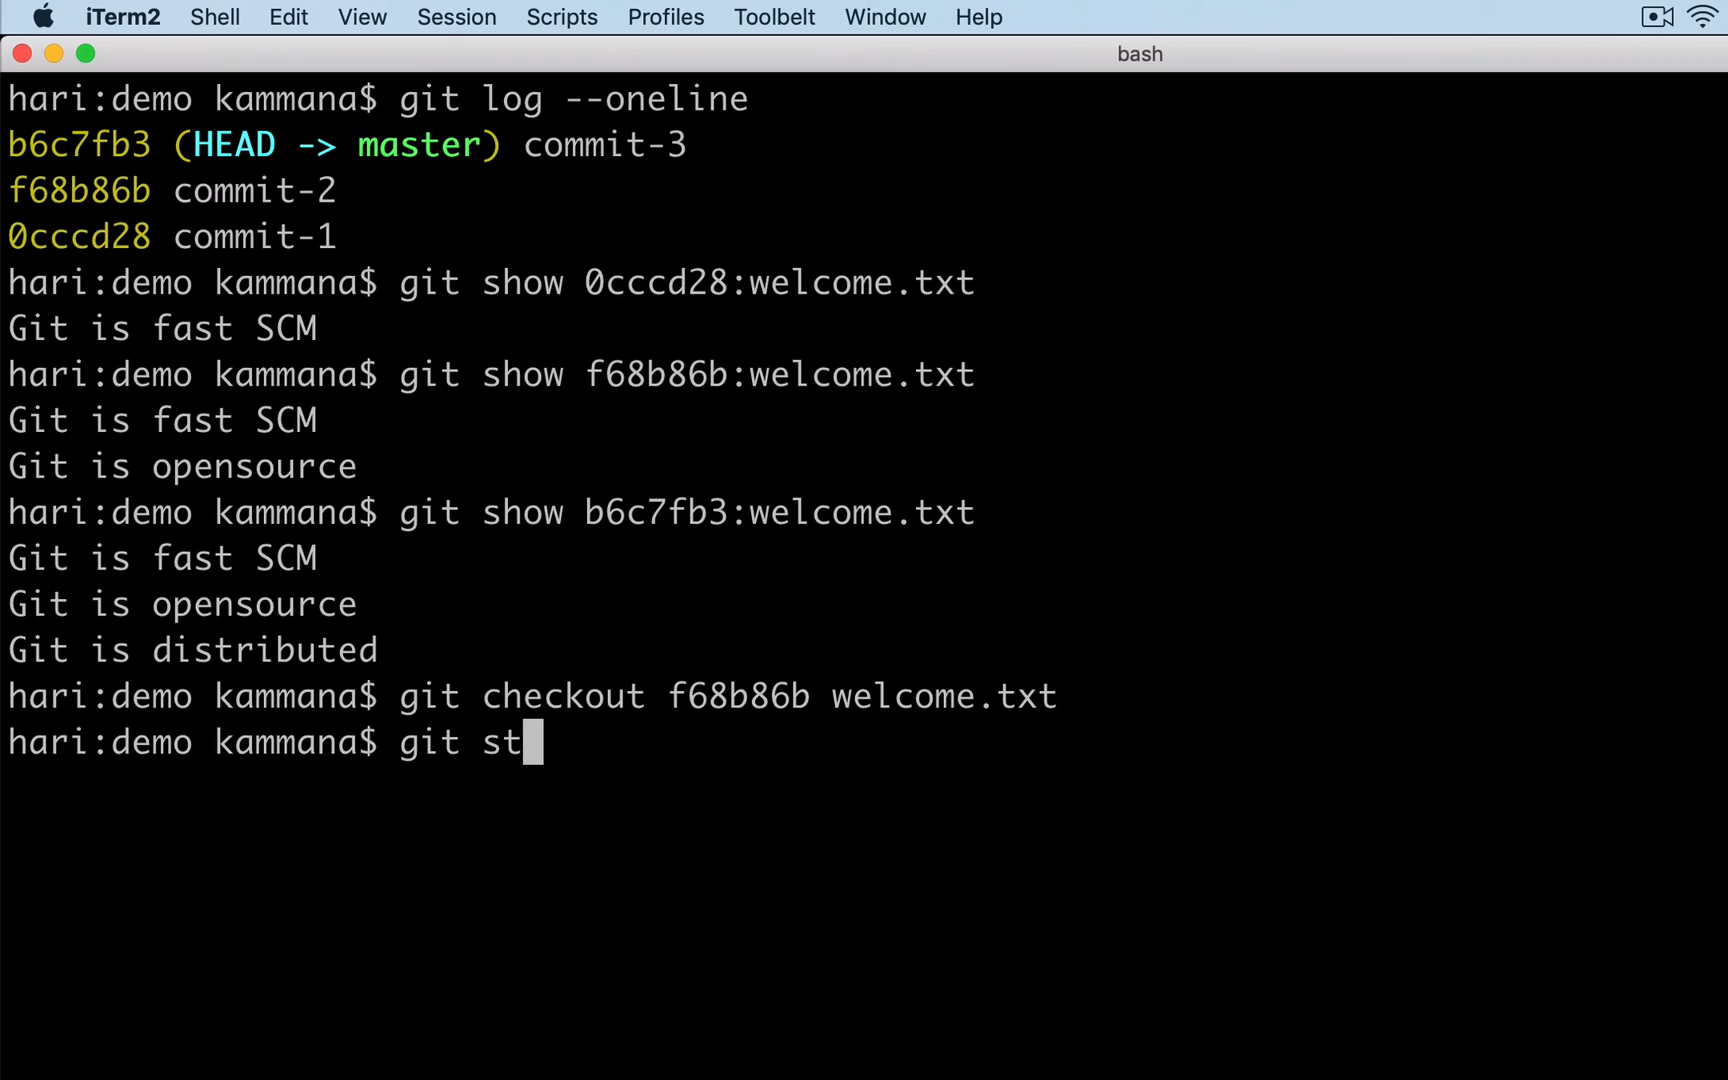 iTerm2 Shell Edit View Session Scripts Profiles Toolbelt Window Help
bash
hari:demo kammana$ git log --oneline
b6c7fb3 (HEAD -> master) commit-3
f68b86b commit-2
0cccd28 commit-1
hari:demo kammana$ git show 0cccd28:welcome.txt
Git is fast SCM
hari:demo kammana$ git show f68b86b:welcome.txt
Git is fast SCM
Git is opensource
hari:demo kammana$ git show b6c7fb3:welcome.txt
Git is fast SCM
Git is opensource
Git is distributed
hari:demo kammana$ git checkout f68b86b welcome.txt
hari:demo kammana$ git st